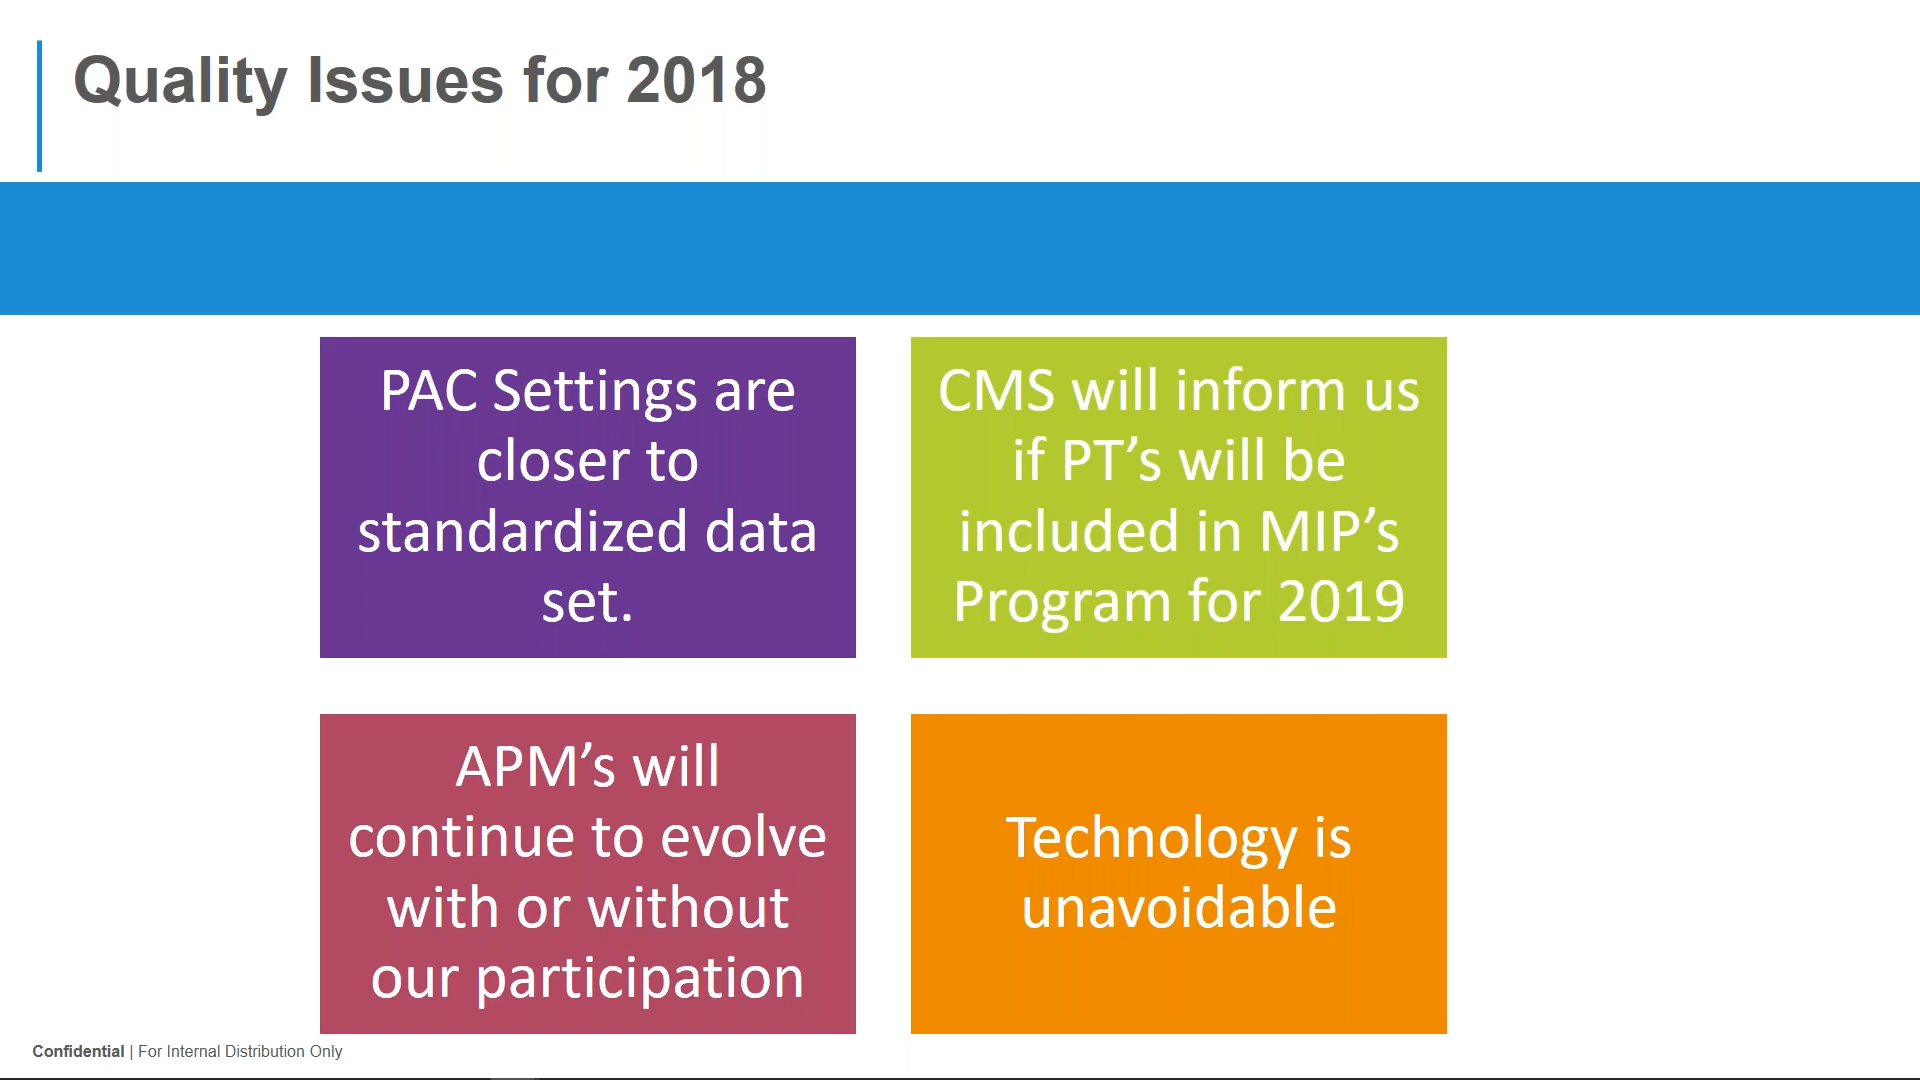 Quality Issues for 2018
PAC Settings are
closer to
standardized data
set.
CMS will inform us
if PT’s will be
included in MIP’s
Program for 2019
APM’s will
continue to evolve
with or without
our participation
Technology is
unavoidable
Confidential | For Internal Distribution Only